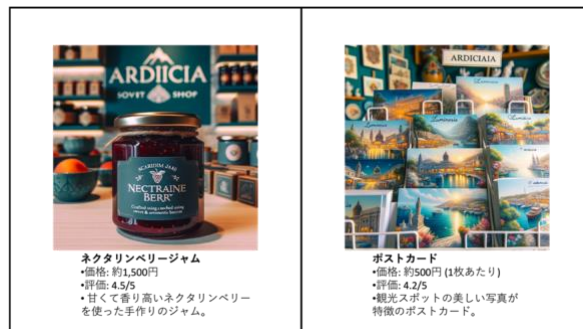 ARDIICIA
SOVET SHOP
NECTRAINE
BERR
ネクタリンベリージャム
•価格: 約1,500円
•評価: 4.5/5
•甘くて香り高いネクタリンベリー
を使った手作りのジャム。
ARDICIAIA
ポストカード
•価格: 約500円 (1枚あたり)
•評価: 4.2/5
•観光スポットの美しい写真が
特徴のポストカード。